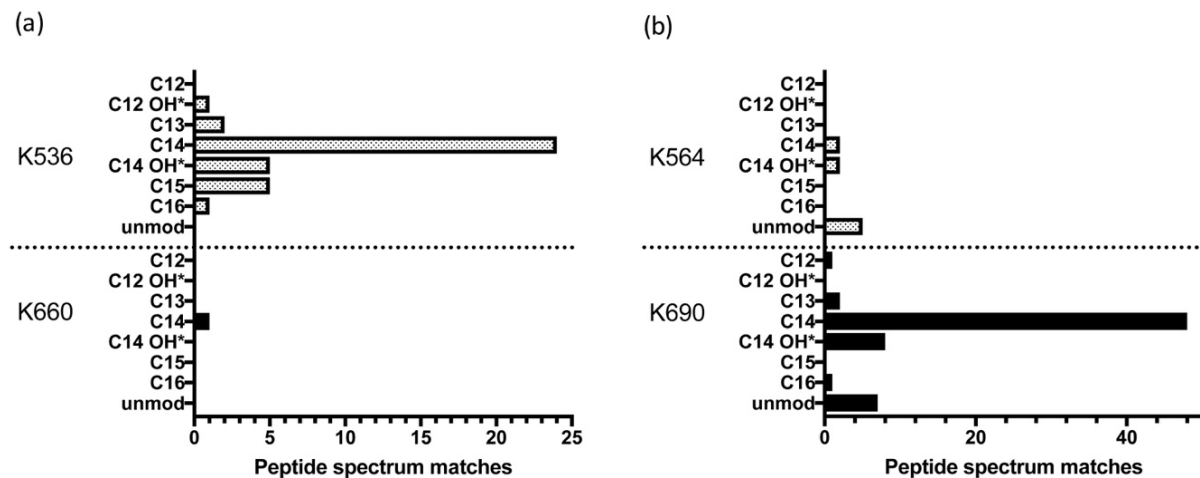 (a)
K536
C12
C12 OH*
C13
C14
C14 OH*
C15
C16
unmod
K660
C12
C12 OH*
C13
C14
C14 OH*
C15
C16
unmod
0 5 10 15 20 25
Peptide spectrum matches
(b)
K564
C12
C12 OH*
C13
C14
C14 OH*
C15
C16
unmod
K690
C12
C12 OH*
C13
C14
C14 OH*
C15
C16
unmod
0 20 40
Peptide spectrum matches